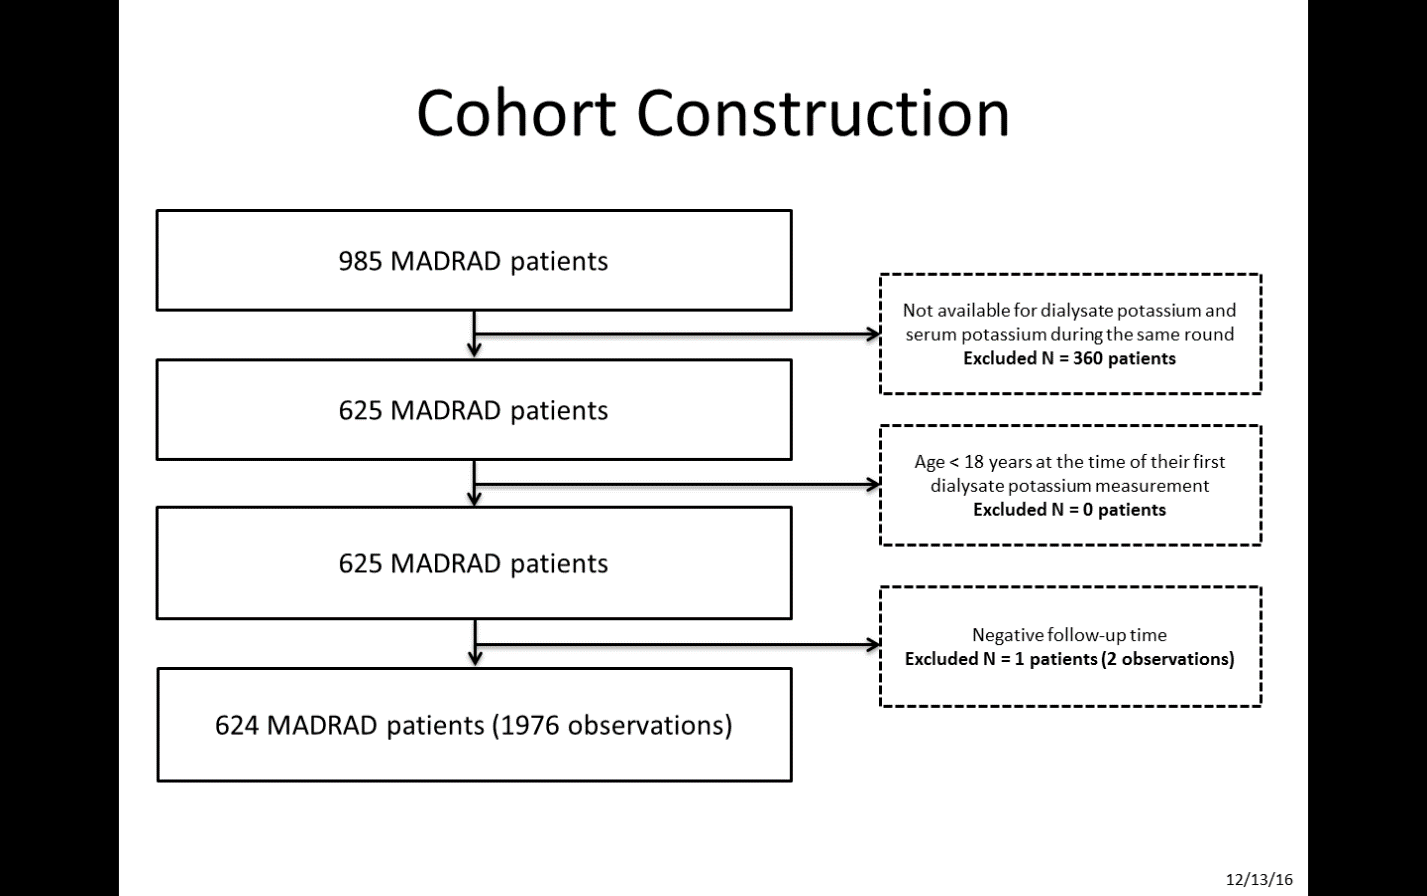 Cohort Construction
985 MADRAD patients
Not available for dialysate potassium and
serum potassium during the same round
Excluded N = 360 patients
625 MADRAD patients
Age < 18 years at the time of their first
dialysate potassium measurement
Excluded N = 0 patients
625 MADRAD patients
Negative follow-up time
Excluded N = 1 patients (2 observations)
624 MADRAD patients (1976 observations)
12/13/16